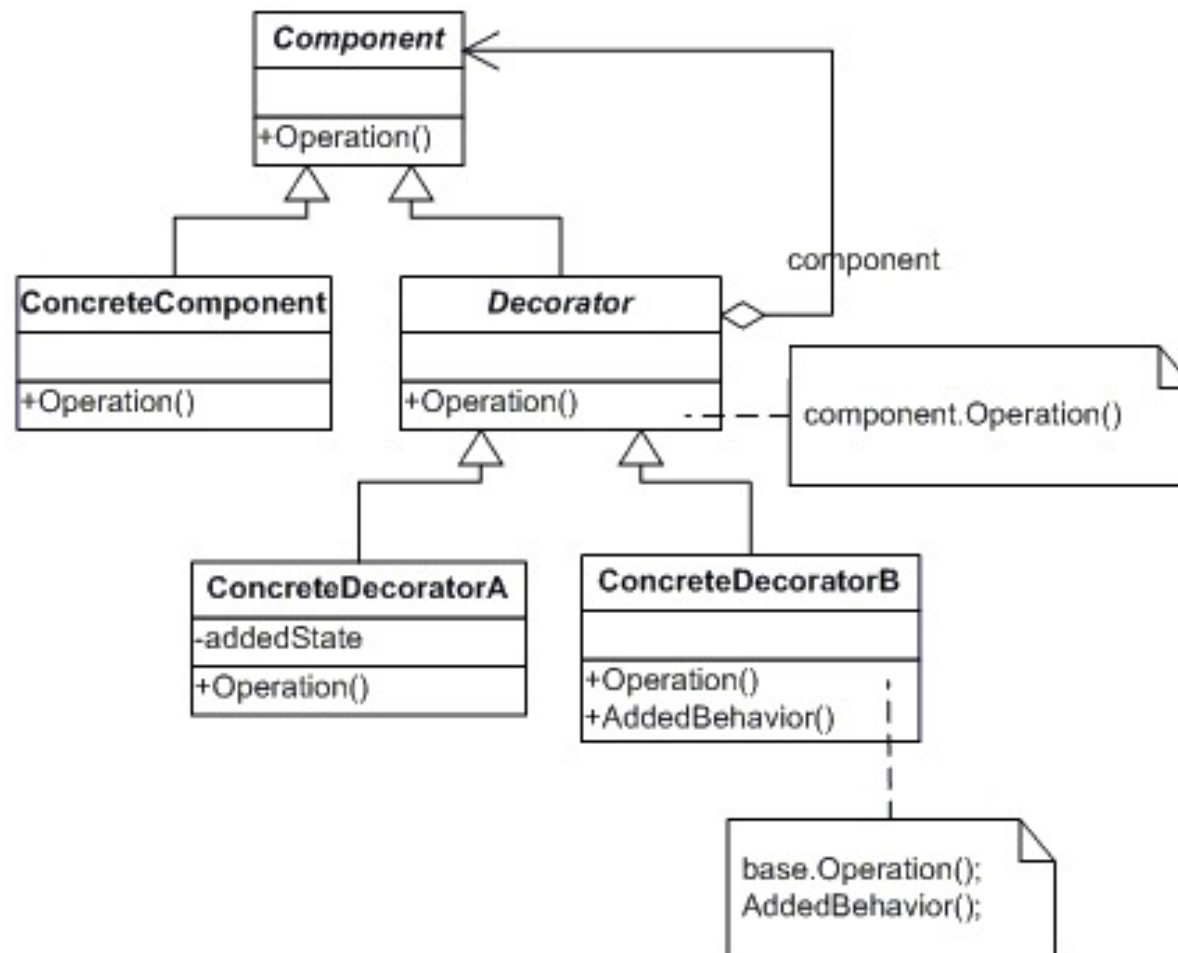 Component
+Operation()
component
ConcreteComponent
+Operation()
Decorator
+Operation()
component.Operation()
ConcreteDecoratorA
-addedState
+Operation()
ConcreteDecoratorB
+Operation()
+AddedBehavior()
base.Operation();
AddedBehavior();